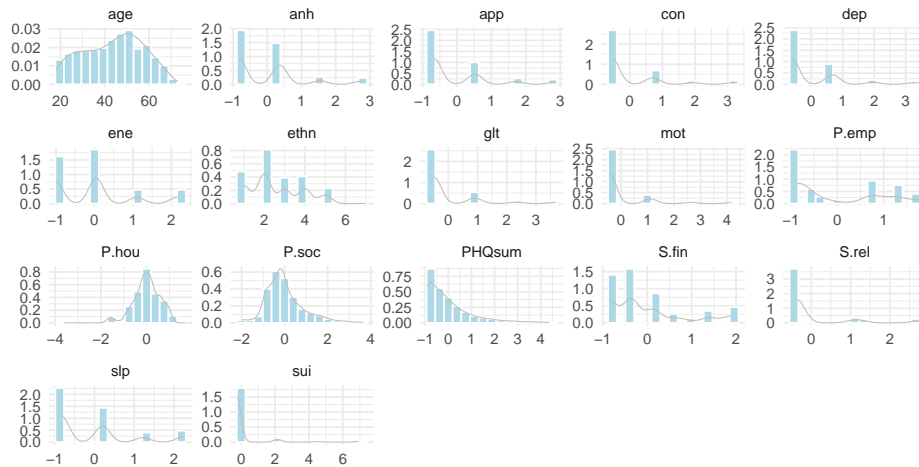 age anh app con dep
0.03 0.02 0.01 0.00 2.0 1.5 1.0 0.5 0.0 2.5 2.0 1.5 1.0 0.5 0.0 2 1 0 2.5 2.0 1.5 1.0 0.5 0.0
20 40 60 −1 0 1 2 3 −1 0 1 2 3 0 1 2 3 0 1 2 3
ene ethn glt mot P.emp
1.5 1.0 0.5 0.0 0.8 0.6 0.4 0.2 0.0 2 1 0 2.5 2.0 1.5 1.0 0.5 0.0 2.0 1.5 1.0 0.5 0.0
−1 0 1 2 2 4 6 0 1 2 3 0 1 2 3 4 −1 0 1
P.hou P.soc PHQsum S.fin S.rel
0.8 0.6 0.4 0.2 0.0 0.6 0.4 0.2 0.0 0.75 0.50 0.25 0.00 1.5 1.0 0.5 0.0 3 2 1 0
−4 −2 0 2 −2 0 2 4 −1 0 1 2 3 4 −1 0 1 2 0 1 2
slp sui
2.0 1.5 1.0 0.5 0.0 1.5 1.0 0.5 0.0
−1 0 1 2 0 2 4 6